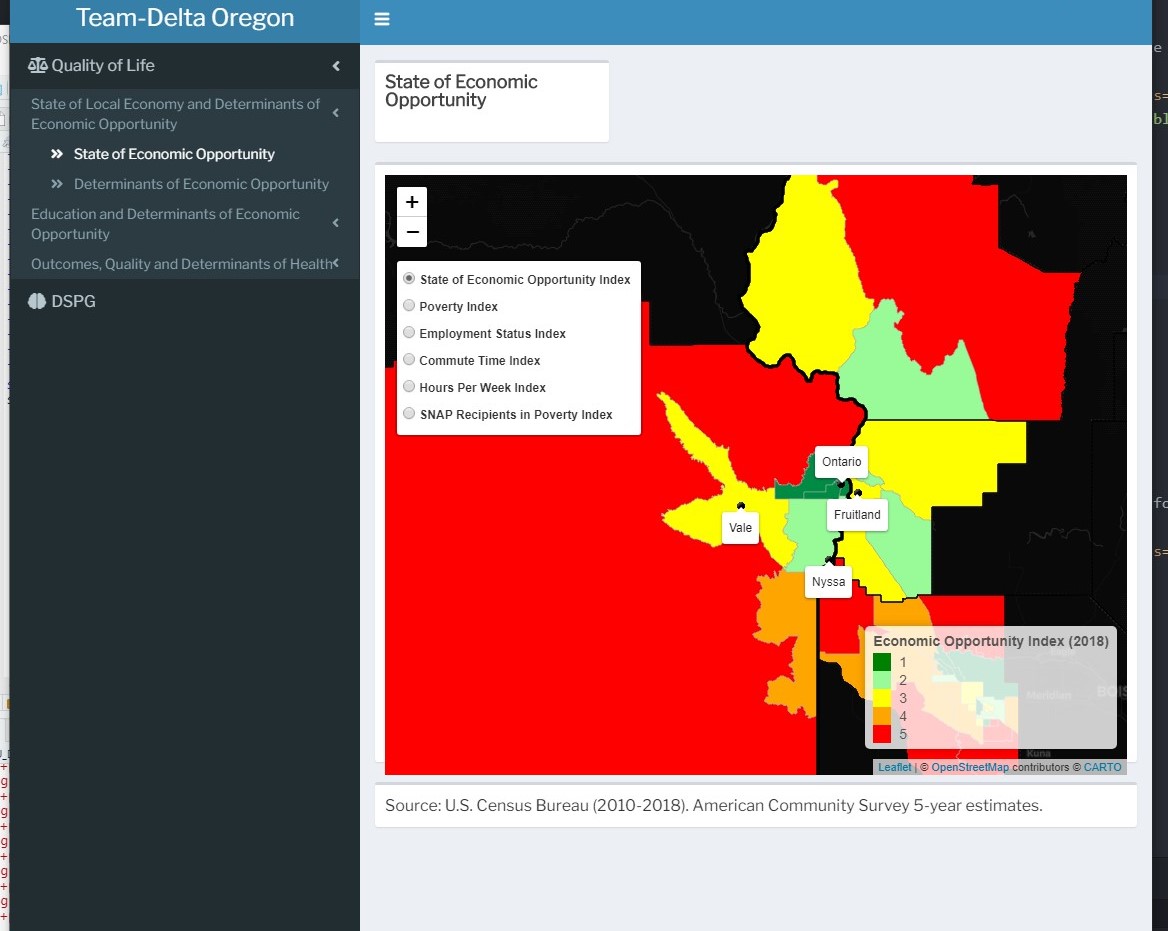 Team-Delta Oregon
Quality of Life
State of Local Economy and Determinants of
Economic Opportunity
State of Economic Opportunity
Determinants of Economic Opportunity
Education and Determinants of Economic
Opportunity
Outcomes, Quality and Determinants of Health
DSPG
State of Economic
Opportunity
+
−
State of Economic Opportunity Index
Poverty Index
Employment Status Index
Commute Time Index
Hours Per Week Index
SNAP Recipients in Poverty Index
Ontario
Fruitland
Vale
Nyssa
Economic Opportunity Index (2018)
1
2
3
4
5
Meridian
Kuna
Leaflet | © OpenStreetMap contributors © CARTO
Source: U.S. Census Bureau (2010-2018). American Community Survey 5-year estimates.